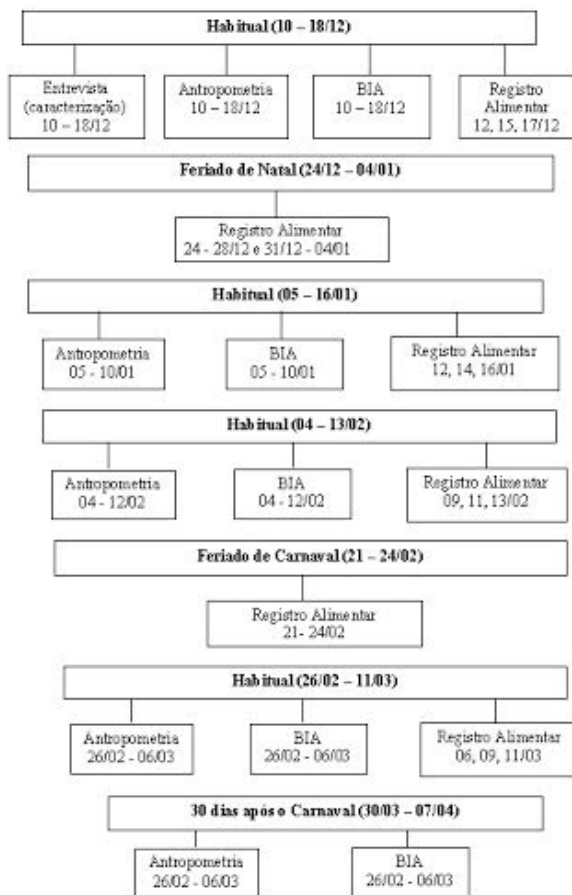 Habitual (10 – 18/12)
Entrevista
(caracterização)
10 – 18/12
Antropometria
10 – 18/12
BIA
10 – 18/12
Registro
Alimentar
12, 15, 17/12
Feriado de Natal (24/12 – 04/01)
Registro Alimentar
24 - 28/12 e 31/12 - 04/01
Habitual (05 – 16/01)
Antropometria
05 - 10/01
BIA
05 - 10/01
Registro Alimentar
12, 14, 16/01
Habitual (04 – 13/02)
Antropometria
04 - 12/02
BIA
04 - 12/02
Registro Alimentar
09, 11, 13/02
Feriado de Carnaval (21 – 24/02)
Registro Alimentar
21- 24/02
Habitual (26/02 – 11/03)
Antropometria
26/02 - 06/03
BIA
26/02 - 06/03
Registro Alimentar
06, 09, 11/03
30 dias após o Carnaval (30/03 – 07/04)
Antropometria
26/02 - 06/03
BIA
26/02 - 06/03